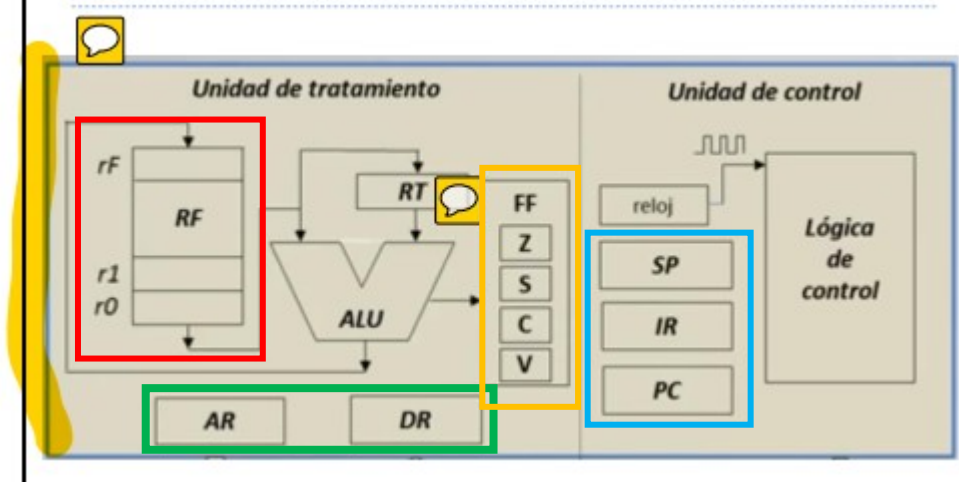 Unidad de tratamiento
rF
RF
r1
r0
RT
ALU
FF
Z
S
C
V
AR
DR
Unidad de control
reloj
SP
IR
PC
Lógica
de
control